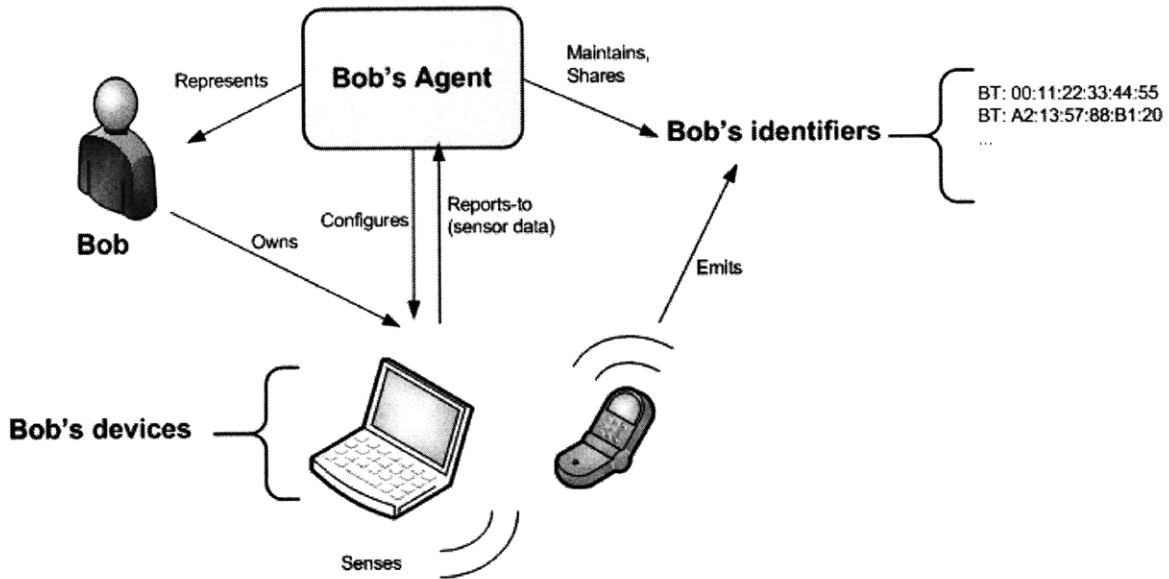 Bob's Agent
Represents
Maintains,
Shares
Bob's identifiers
BT: 00:11:22:33:44:55
BT: A2:13:57:88:B1:20
...
Bob
Owns
Configures
Reports-to
(sensor data)
Emits
Bob's devices
Senses